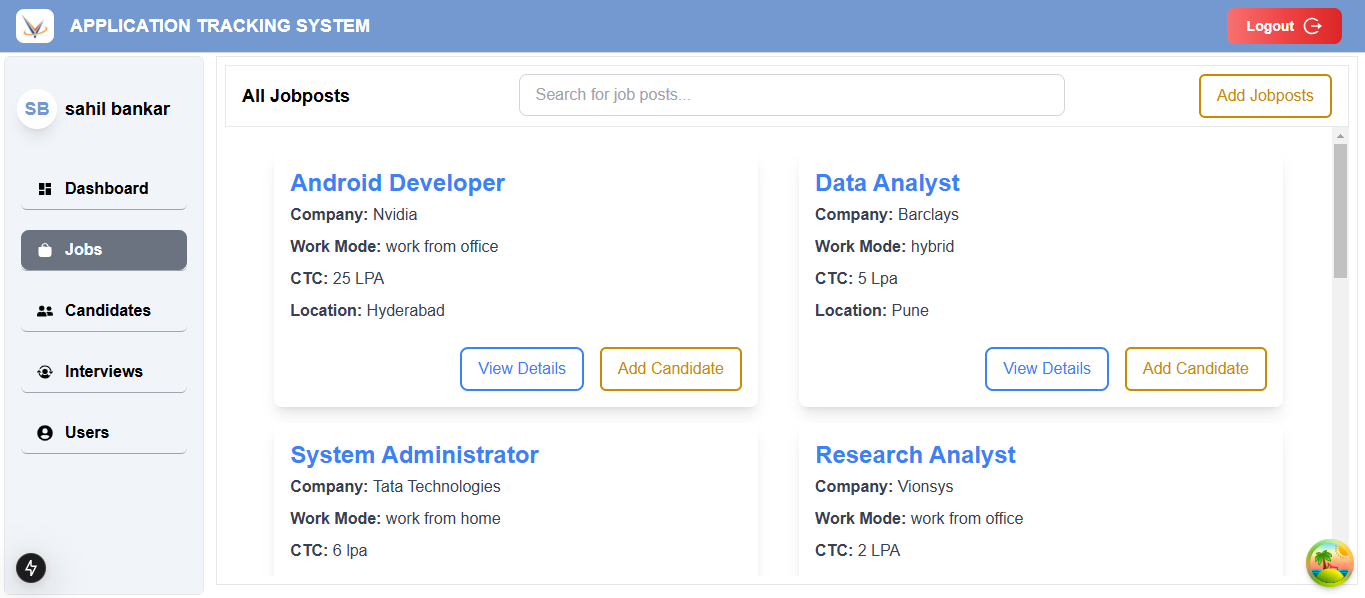 APPLICATION TRACKING SYSTEM
Logout
SB
sahil bankar
Dashboard
Jobs
Candidates
Interviews
Users
All Jobposts
Search for job posts...
Add Jobposts
Android Developer
Company: Nvidia
Work Mode: work from office
CTC: 25 LPA
Location: Hyderabad
View Details
Add Candidate
Data Analyst
Company: Barclays
Work Mode: hybrid
CTC: 5 Lpa
Location: Pune
View Details
Add Candidate
System Administrator
Company: Tata Technologies
Work Mode: work from home
CTC: 6 lpa
Research Analyst
Company: Vionsys
Work Mode: work from office
CTC: 2 LPA